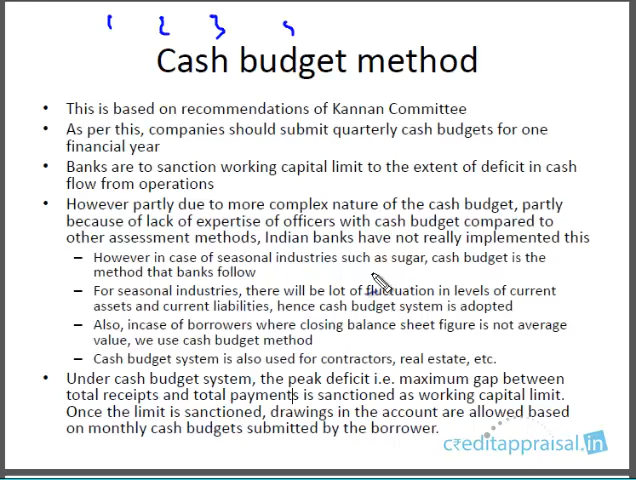 1 2 3
Cash budget method
• This is based on recommendations of Kannan Committee
• As per this, companies should submit quarterly cash budgets for one
financial year
• Banks are to sanction working capital limit to the extent of deficit in cash
flow from operations
• However partly due to more complex nature of the cash budget, partly
because of lack of expertise of officers with cash budget compared to
other assessment methods, Indian banks have not really implemented this
– However in case of seasonal industries such as sugar, cash budget is the
method that banks follow
– For seasonal industries, there will be lot of fluctuation in levels of current
assets and current liabilities, hence cash budget system is adopted
– Also, incase of borrowers where closing balance sheet figure is not average
value, we use cash budget method
– Cash budget system is also used for contractors, real estate, etc.
• Under cash budget system, the peak deficit i.e. maximum gap between
total receipts and total payments is sanctioned as working capital limit.
Once the limit is sanctioned, drawings in the account are allowed based
on monthly cash budgets submitted by the borrower.
creditappraisal.in